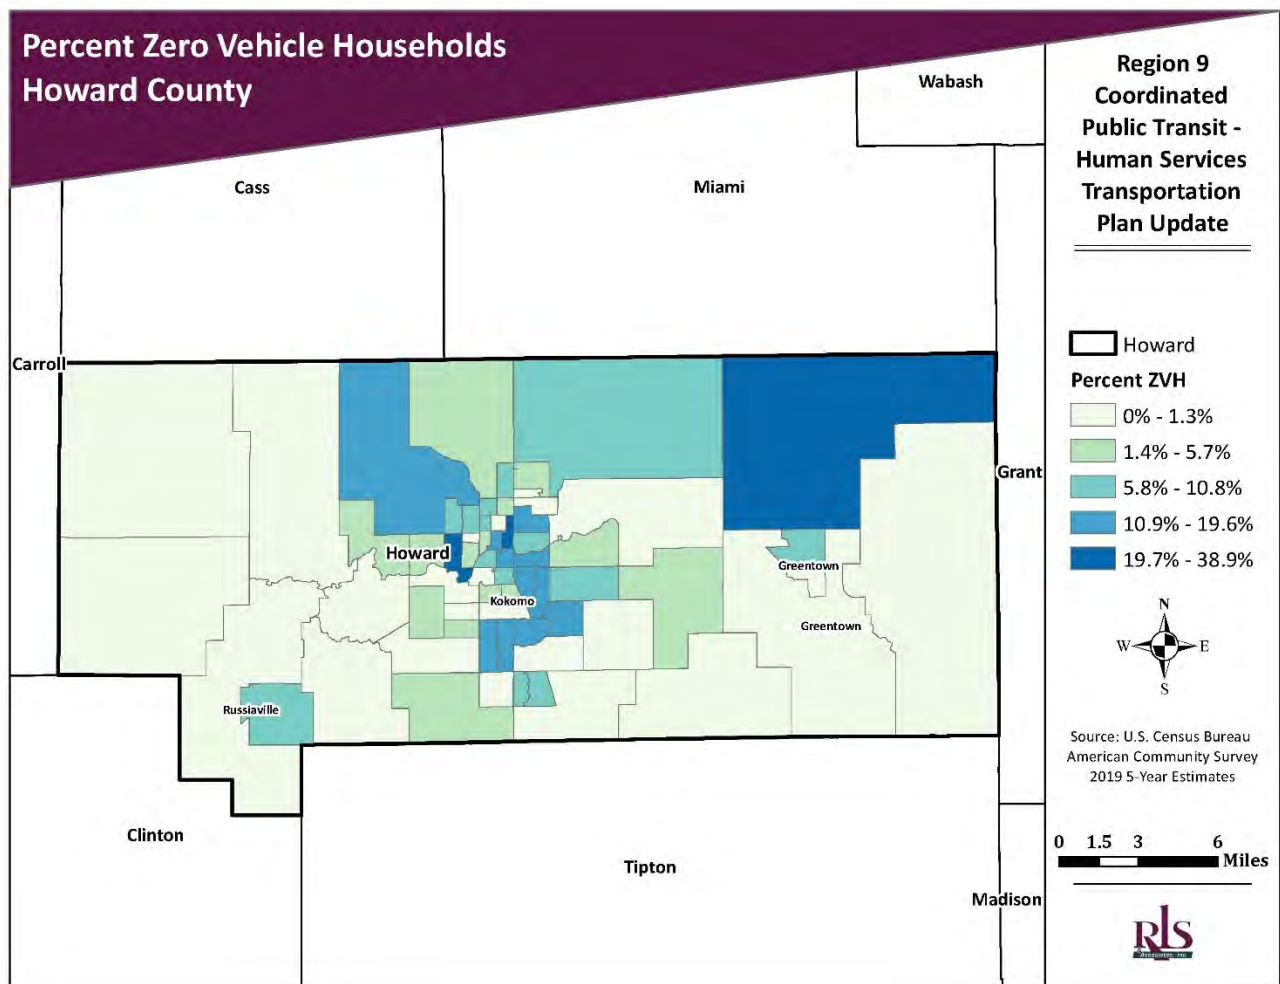 Percent Zero Vehicle Households
Howard County
Region 9
Coordinated
Public Transit -
Human Services
Transportation
Plan Update
Wabash
Cass
Miami
Carroll
Grant
Howard
Kokomo
Greentown
Greentown
Russiaville
Clinton
Tipton
Madison
Howard
Percent ZVH
0% - 1.3%
1.4% - 5.7%
5.8% - 10.8%
10.9% - 19.6%
19.7% - 38.9%
N
W E
S
Source: U.S. Census Bureau
American Community Survey
2019 5-Year Estimates
0 1.5 3 6
Miles
RLS
& Associates, Inc.